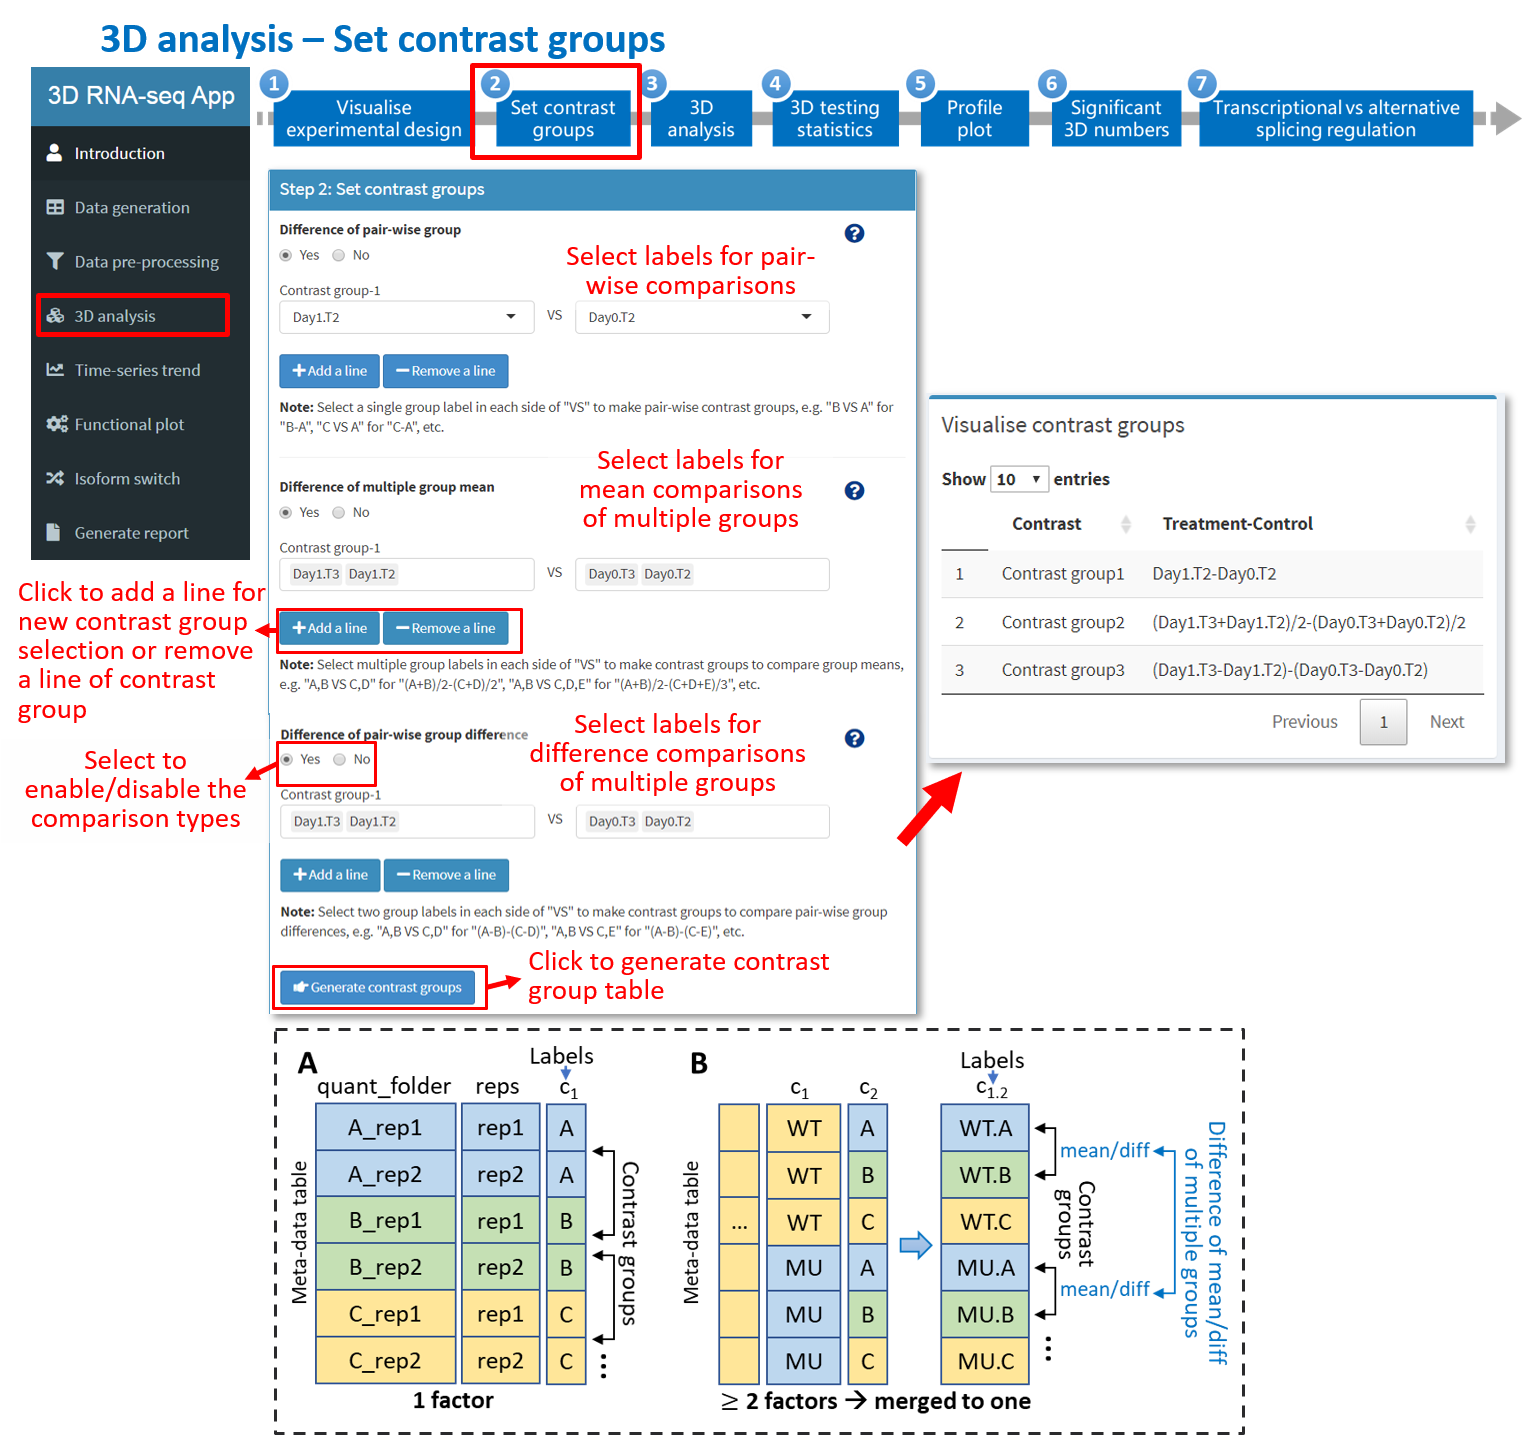 3D analysis – Set contrast groups
3D RNA-seq App
Introduction
Data generation
Data pre-processing
3D analysis
Time-series trend
Functional plot
Isoform switch
Generate report
1
Visualise
experimental design
2
Set contrast
groups
3
3D
analysis
4
3D testing
statistics
5
Profile
plot
6
Significant
3D numbers
7
Transcriptional vs alternative
splicing regulation
Step 2: Set contrast groups
Difference of pair-wise group
Yes No
Select labels for pair-
wise comparisons
Contrast group-1
Day1.T2 VS Day0.T2
Add a line Remove a line
Note: Select a single group label in each side of "VS" to make pair-wise contrast groups, e.g. "B VS A" for
"B-A", "C VS A" for "C-A", etc.
Select labels for
mean comparisons
of multiple groups
Difference of multiple group mean
Yes No
Contrast group-1
Day1.T3 Day1.T2 VS Day0.T3 Day0.T2
Add a line Remove a line
Click to add a line for
new contrast group
selection or remove
a line of contrast
group
Note: Select multiple group labels in each side of "VS" to make contrast groups to compare group means,
e.g. "A,B VS C,D" for "(A+B)/2-(C+D)/2", "A,B VS C,D,E" for "(A+B)/2-(C+D+E)/3", etc.
Select labels for
difference comparisons
of multiple groups
Difference of pair-wise group difference
Yes No
Select to
enable/disable the
comparison types
Contrast group-1
Day1.T3 Day1.T2 VS Day0.T3 Day0.T2
Add a line Remove a line
Note: Select two group labels in each side of "VS" to make contrast groups to compare pair-wise group
differences, e.g. "A,B VS C,D" for "(A-B)-(C-D)", "A,B VS C,E" for "(A-B)-(C-E)", etc.
Generate contrast groups
Click to generate contrast
group table
Visualise contrast groups
Show 10 entries
Contrast Treatment-Control
1 Contrast group1 Day1.T2-Day0.T2
2 Contrast group2 (Day1.T3+Day1.T2)/2-(Day0.T3+Day0.T2)/2
3 Contrast group3 (Day1.T3-Day1.T2)-(Day0.T3-Day0.T2)
Previous 1 Next
A
Labels
quant_folder reps c1
Meta-data table
A_rep1 rep1 A
A_rep2 rep2 A
B_rep1 rep1 B
B_rep2 rep2 B
C_rep1 rep1 C
C_rep2 rep2 C
Contrast groups
...
1 factor
B
Labels
c1 c2 c1.2
Meta-data table
WT A WT.A
WT B WT.B
... WT C WT.C
MU A MU.A
MU B MU.B
MU C MU.C
mean/diff
Contrast
groups
mean/diff
...
Difference of mean/diff
of multiple groups
≥ 2 factors → merged to one